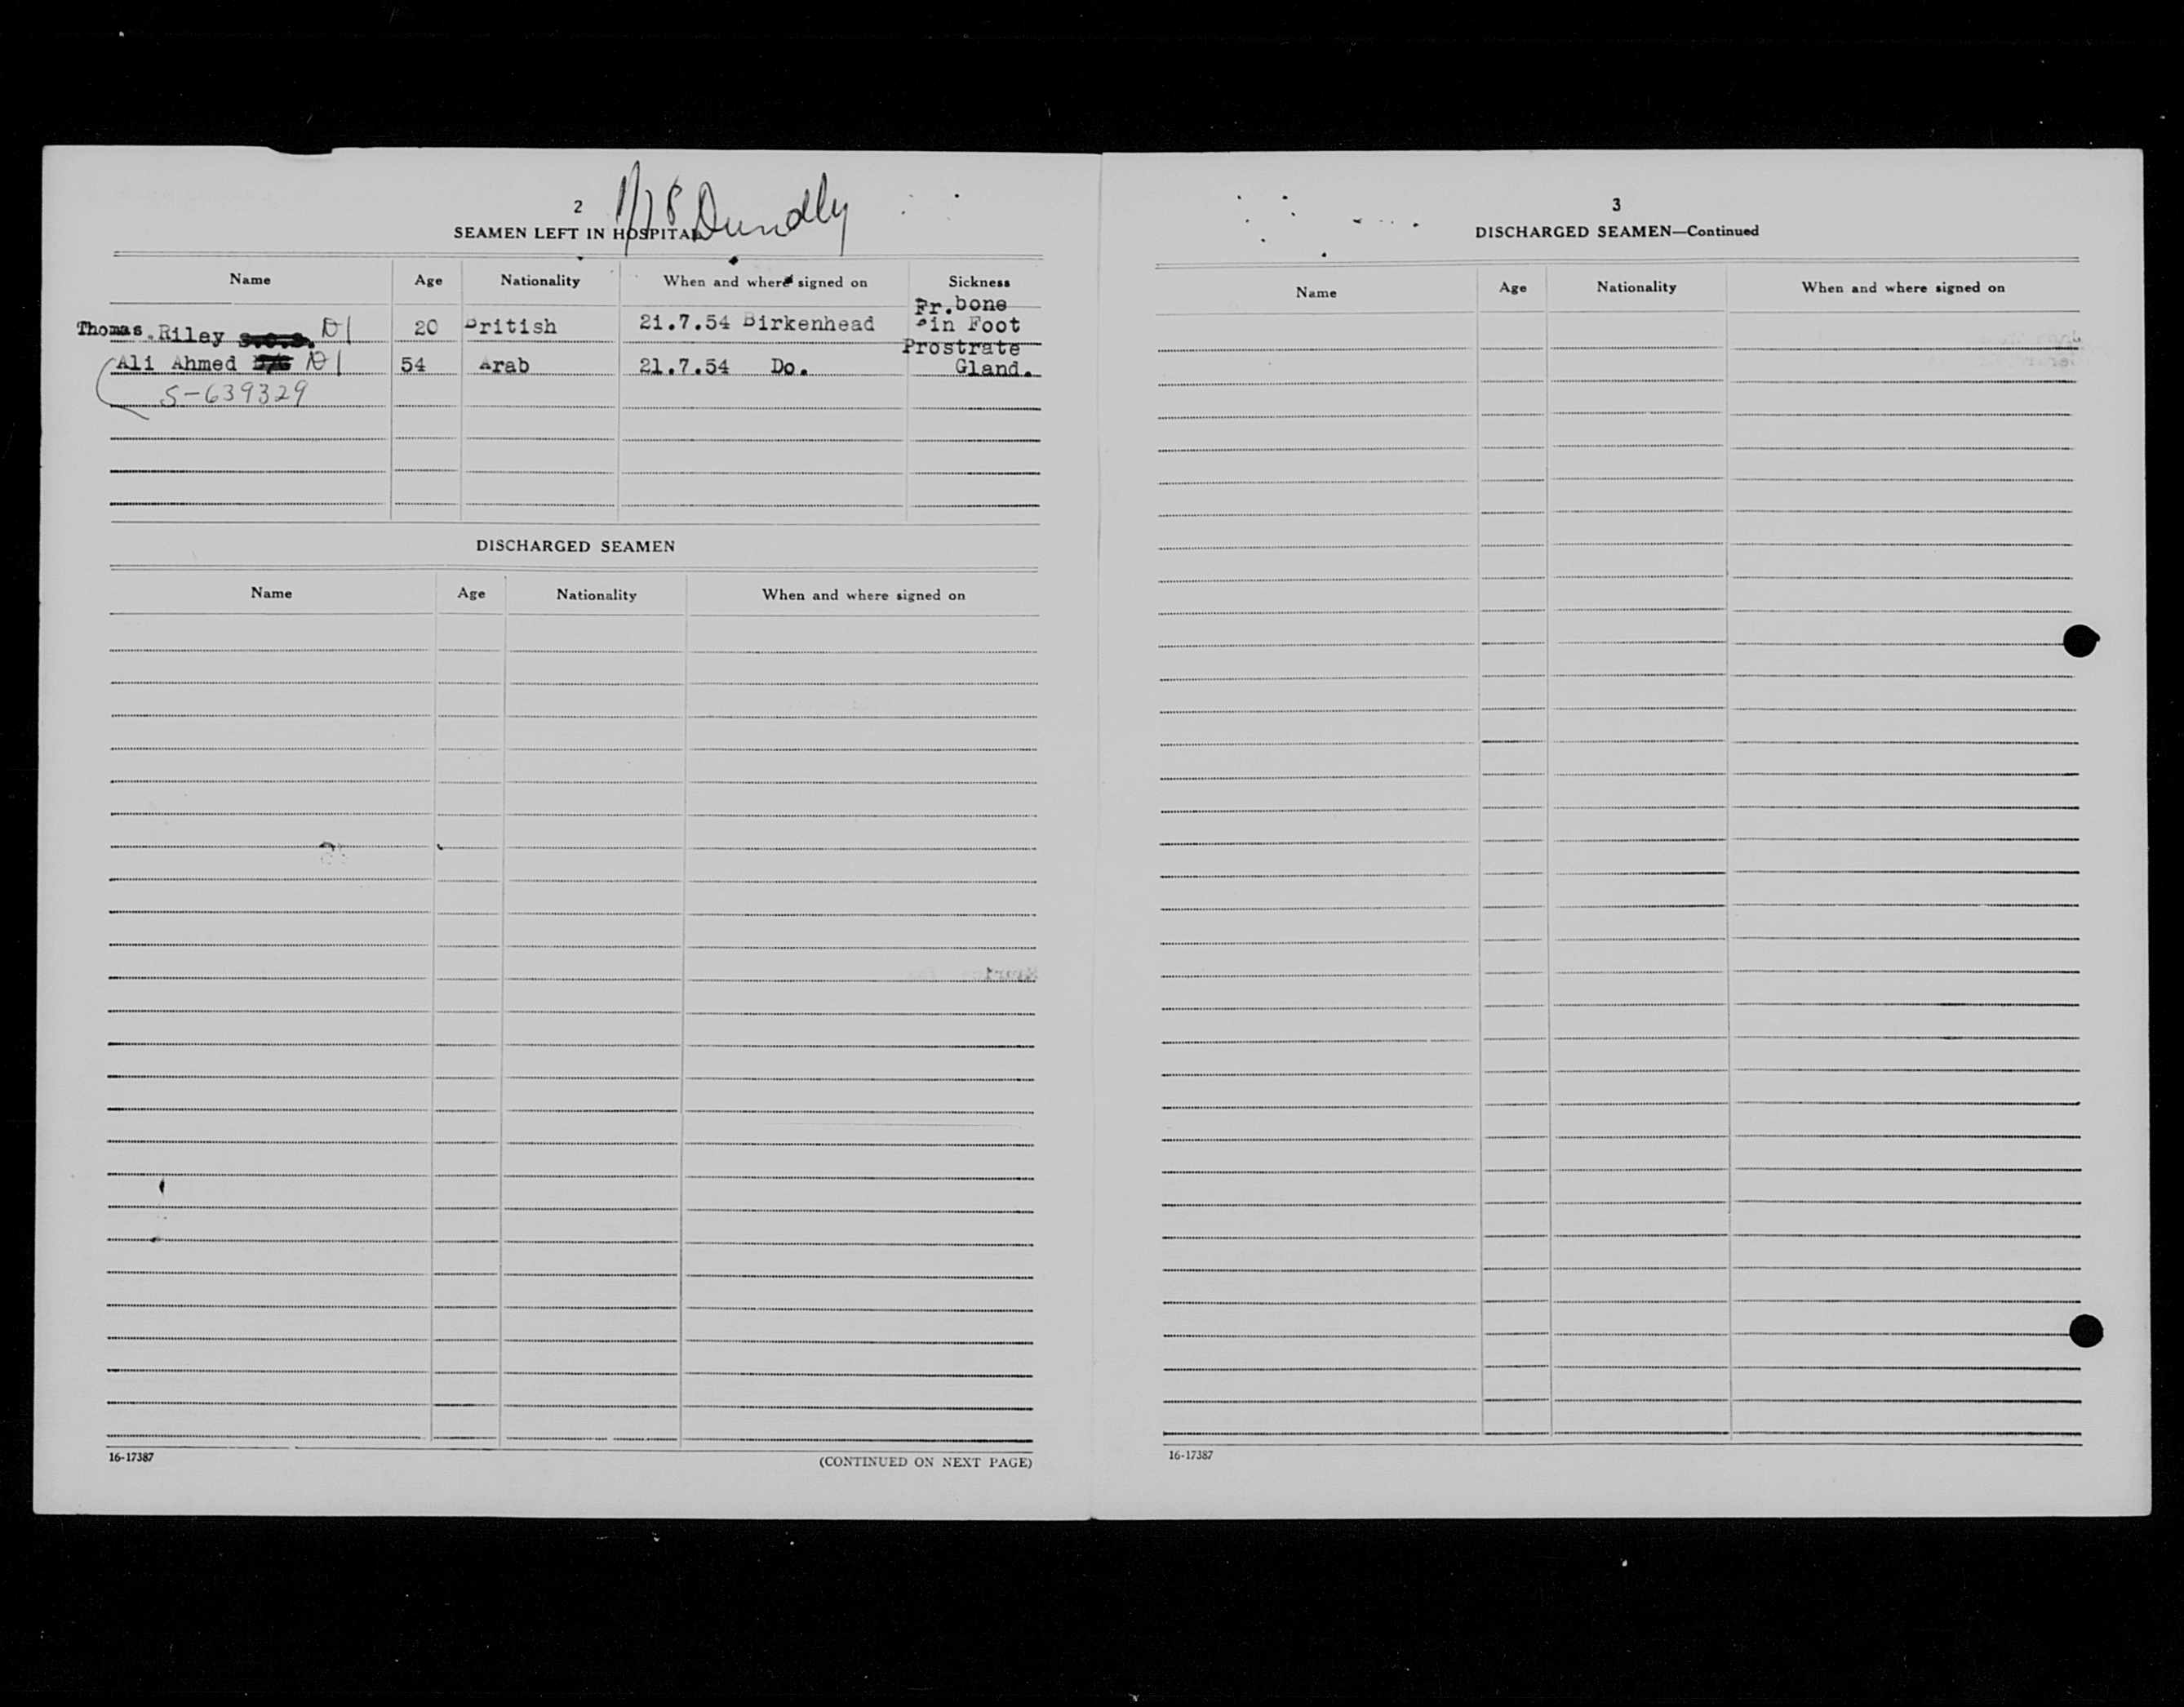 2
SEAMEN LEFT IN HOSPITAL
Name Age Nationality When and where signed on Sickness
Thomas. Riley D1 20 British 21.7.54 Birkenhead Fr.bone in Foot
Ali Ahmed D1 54 Arab 21.7.54 Do. Prostrate Gland.
S-639329
DISCHARGED SEAMEN
Name Age Nationality When and where signed on
16-17387
(CONTINUED ON NEXT PAGE)
3
DISCHARGED SEAMEN—Continued
Name Age Nationality When and where signed on
16-17387